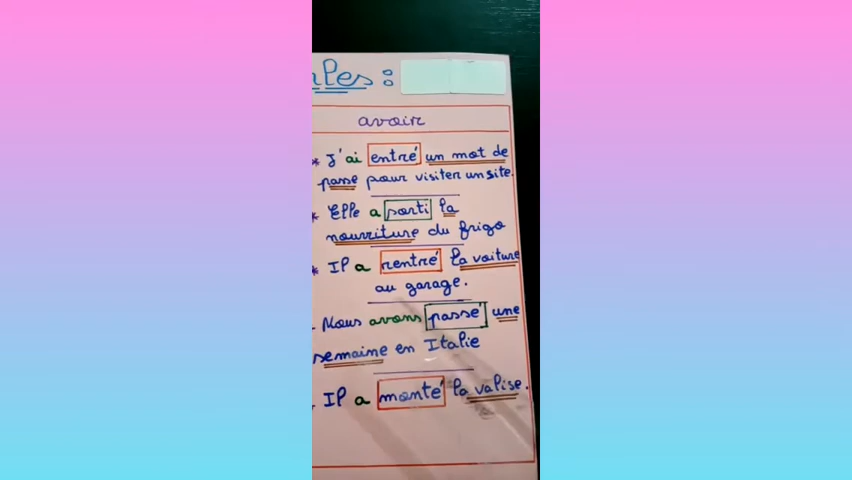 ales :
avoir
* J'ai entré un mot de
passe pour visiter un site.
* Elle a sorti la
nourriture du frigo
* Il a rentré la voiture
au garage.
- Nous avons passé une
semaine en Italie
- Il a monté la valise.